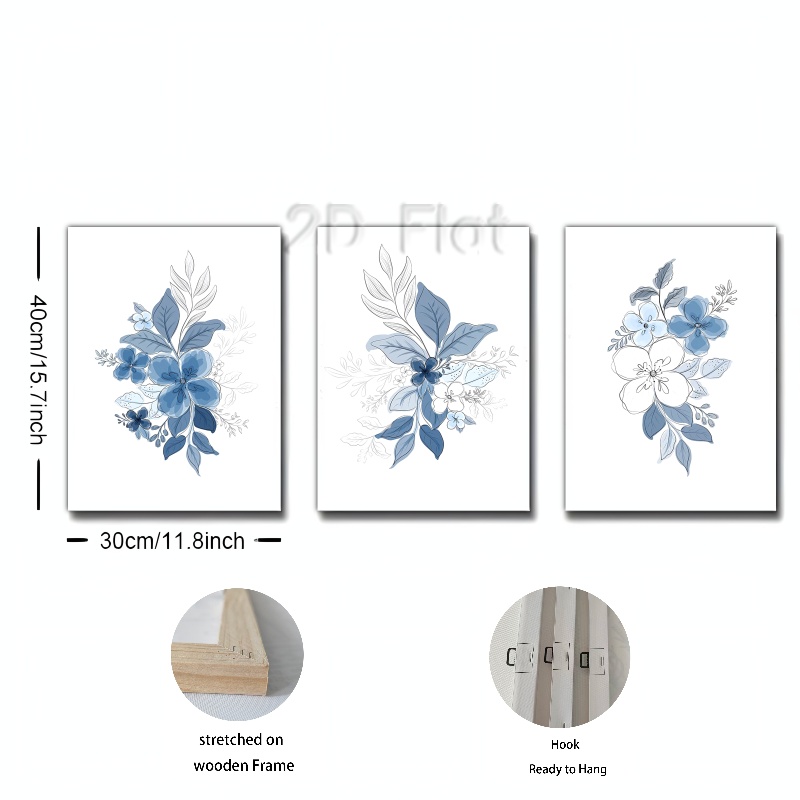 2D Flat
40cm/15.7inch
30cm/11.8inch
stretched on
wooden Frame
Hook
Ready to Hang